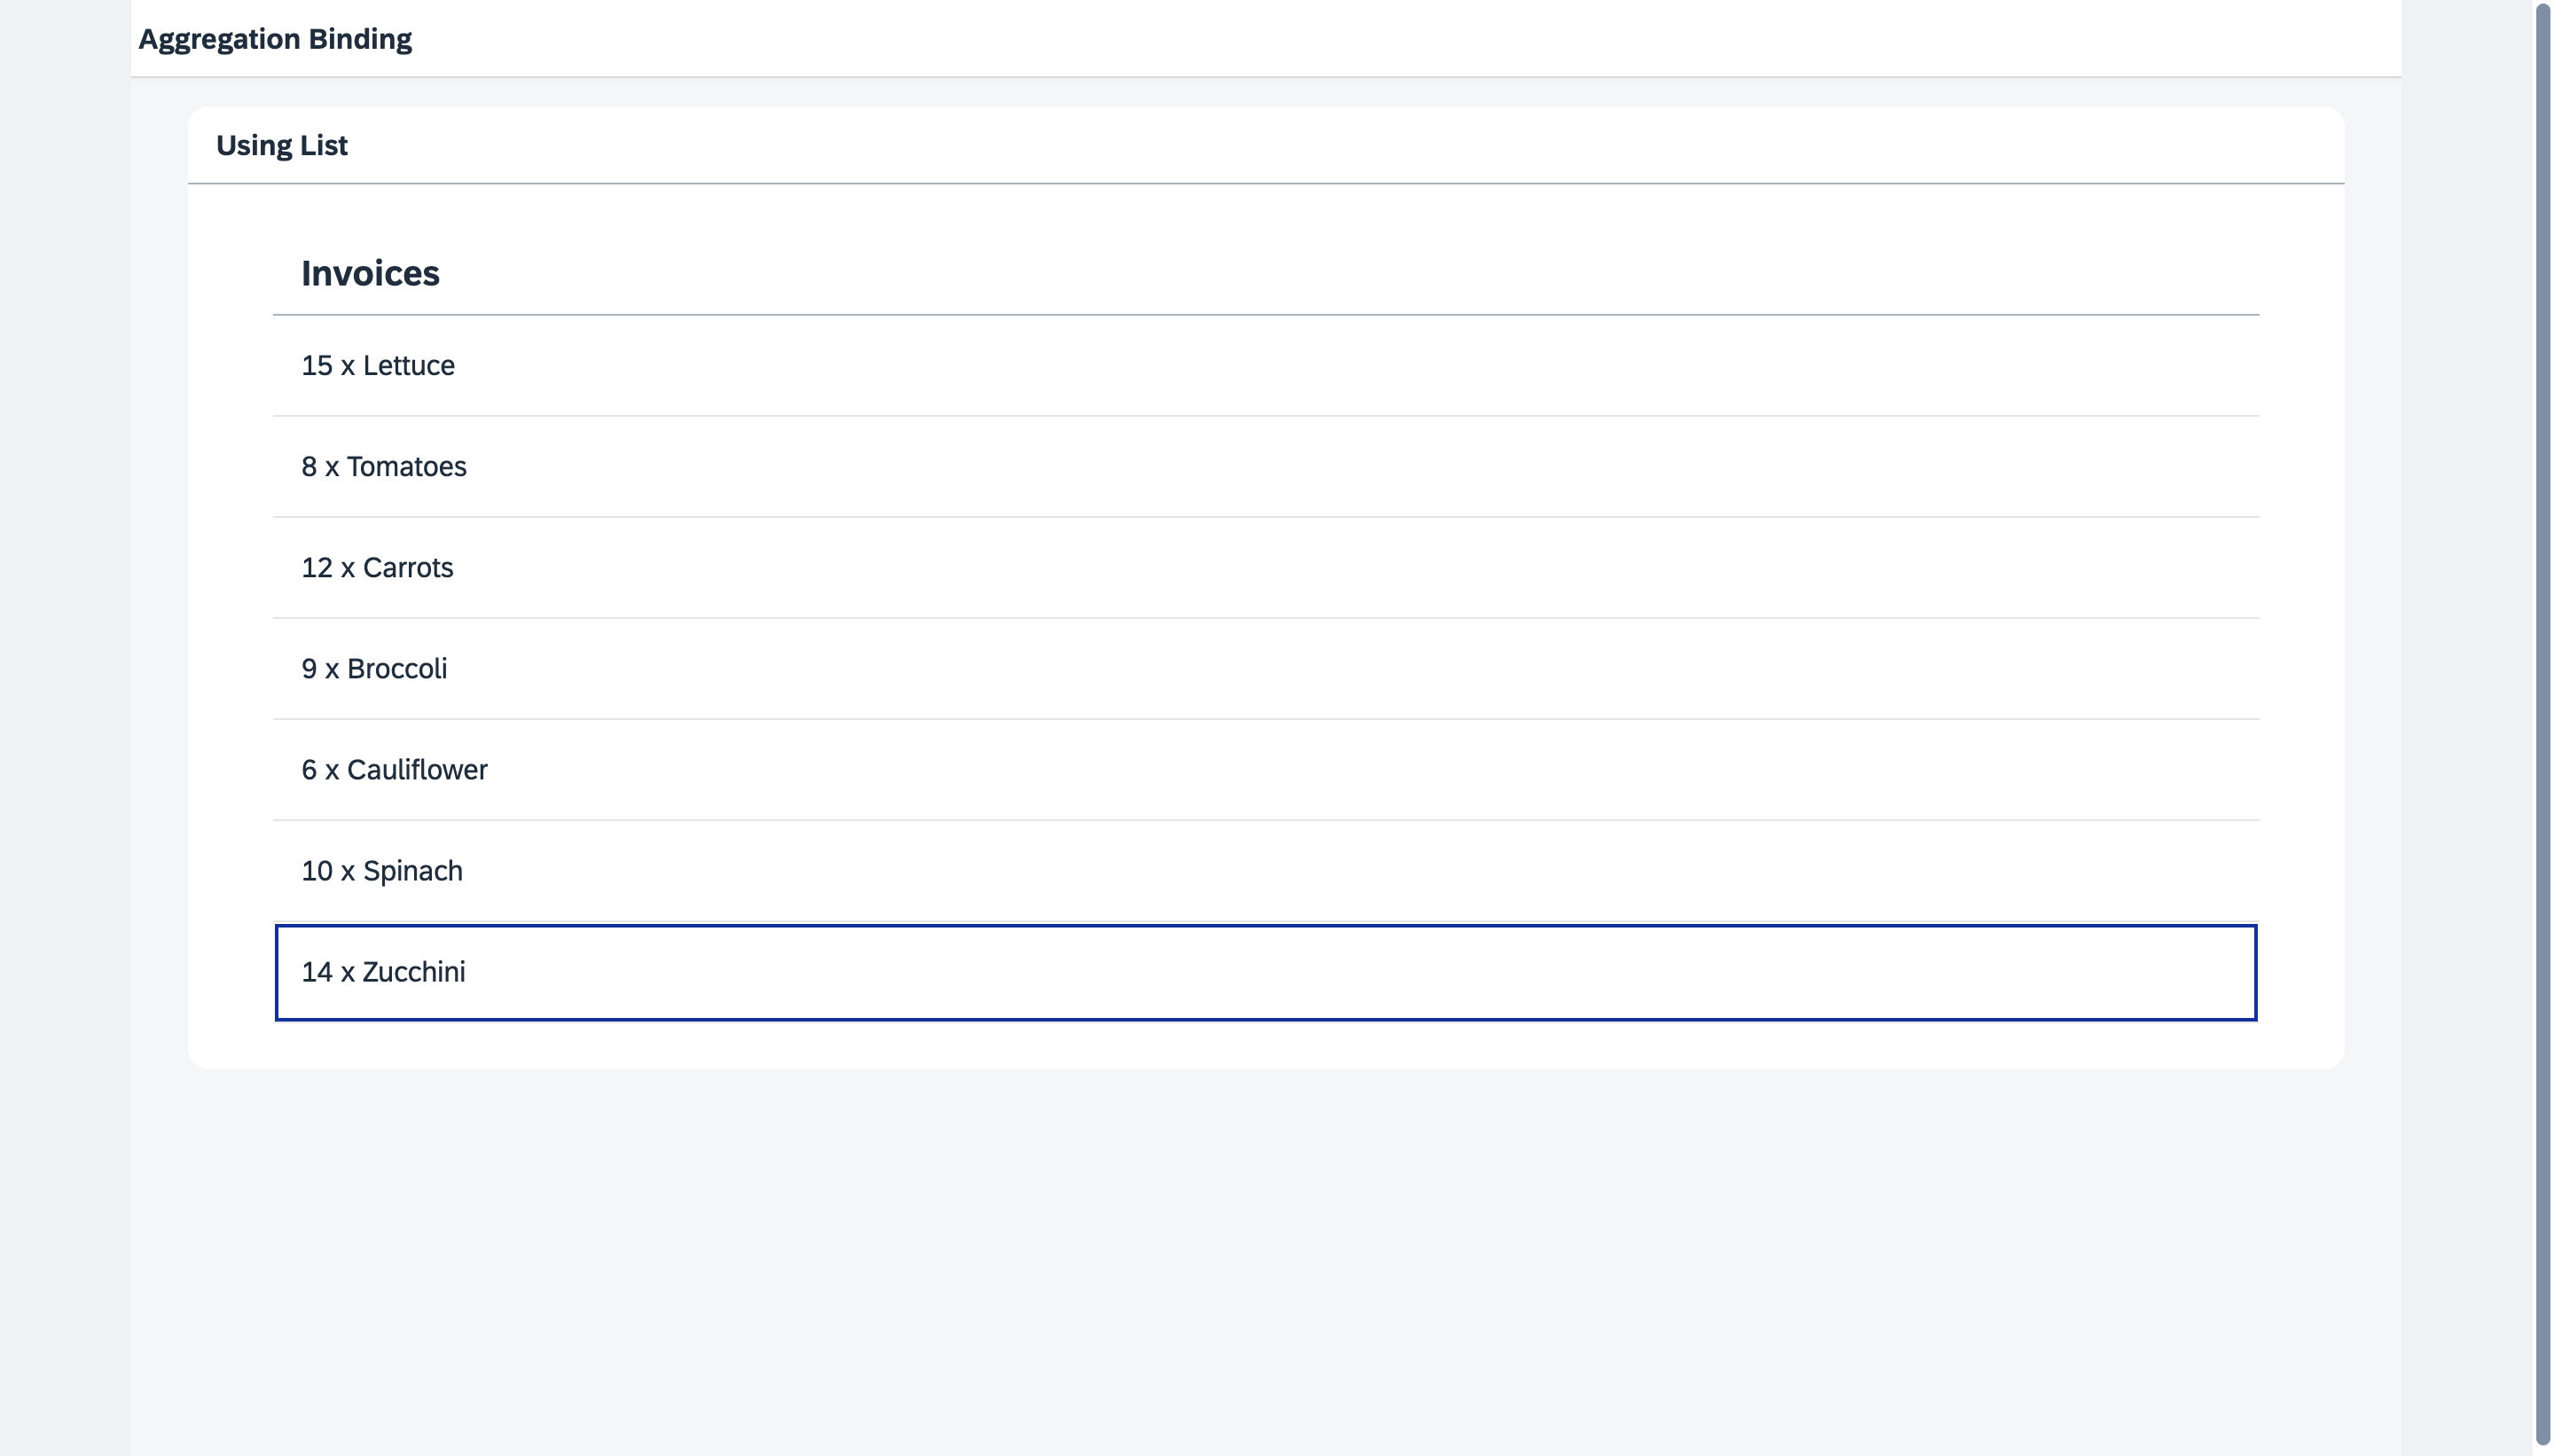 Aggregation Binding
Using List
Invoices
15 x Lettuce
8 x Tomatoes
12 x Carrots
9 x Broccoli
6 x Cauliflower
10 x Spinach
14 x Zucchini